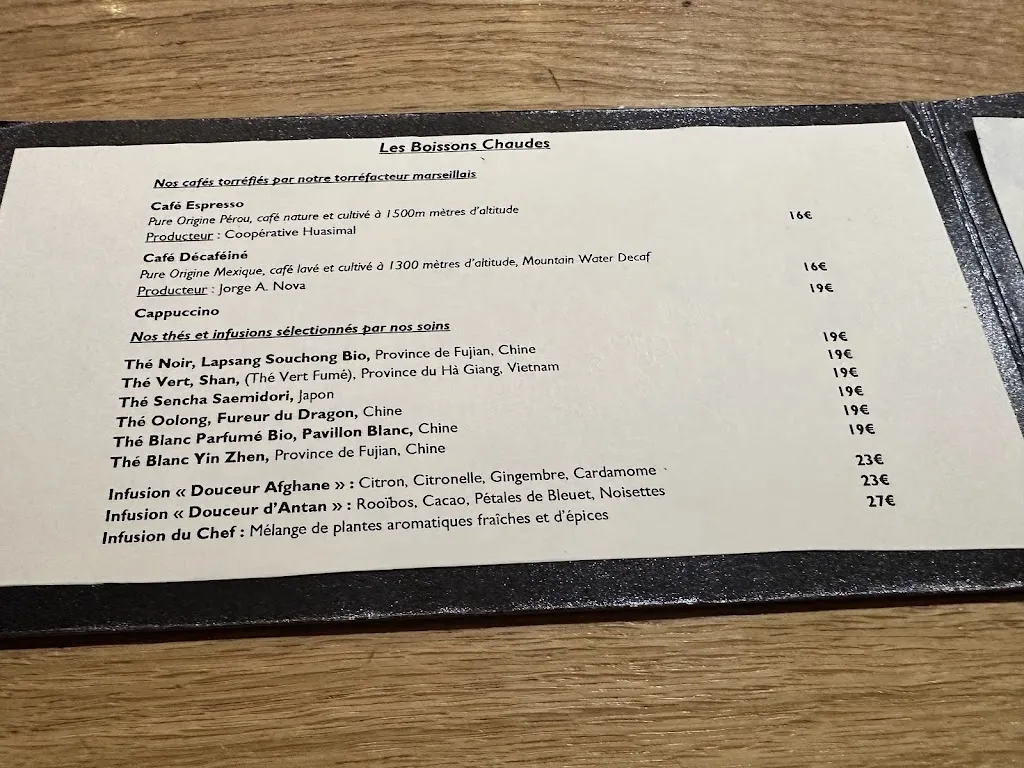 Les Boissons Chaudes
Nos cafés torréfiés par notre torréfacteur marseillais
Café Espresso
Pure Origine Pérou, café nature et cultivé à 1500m mètres d'altitude 16€
Producteur : Coopérative Huasimal
Café Décaféiné
Pure Origine Mexique, café lavé et cultivé à 1300 mètres d'altitude, Mountain Water Decaf 16€
Producteur : Jorge A. Nova
Cappuccino 19€
Nos thés et infusions sélectionnés par nos soins
Thé Noir, Lapsang Souchong Bio, Province de Fujian, Chine 19€
Thé Vert, Shan, (Thé Vert Fumé), Province du Hà Giang, Vietnam 19€
Thé Sencha Saemidori, Japon 19€
Thé Oolong, Fureur du Dragon, Chine 19€
Thé Blanc Parfumé Bio, Pavillon Blanc, Chine 19€
Thé Blanc Yin Zhen, Province de Fujian, Chine 19€
Infusion « Douceur Afghane » : Citron, Citronelle, Gingembre, Cardamome 23€
Infusion « Douceur d'Antan » : Rooïbos, Cacao, Pétales de Bleuet, Noisettes 23€
Infusion du Chef : Mélange de plantes aromatiques fraîches et d'épices 27€